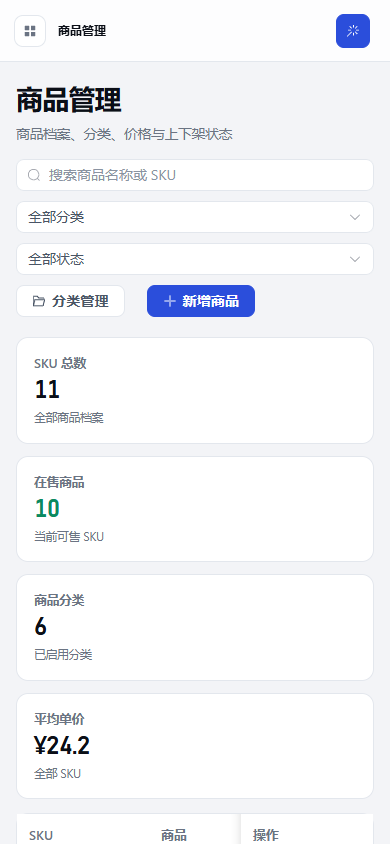 商品管理
商品管理
商品档案、分类、价格与上下架状态
搜索商品名称或 SKU
全部分类
全部状态
分类管理
新增商品
SKU 总数
11
全部商品档案
在售商品
10
当前可售 SKU
商品分类
6
已启用分类
平均单价
¥24.2
全部 SKU
SKU 商品 操作